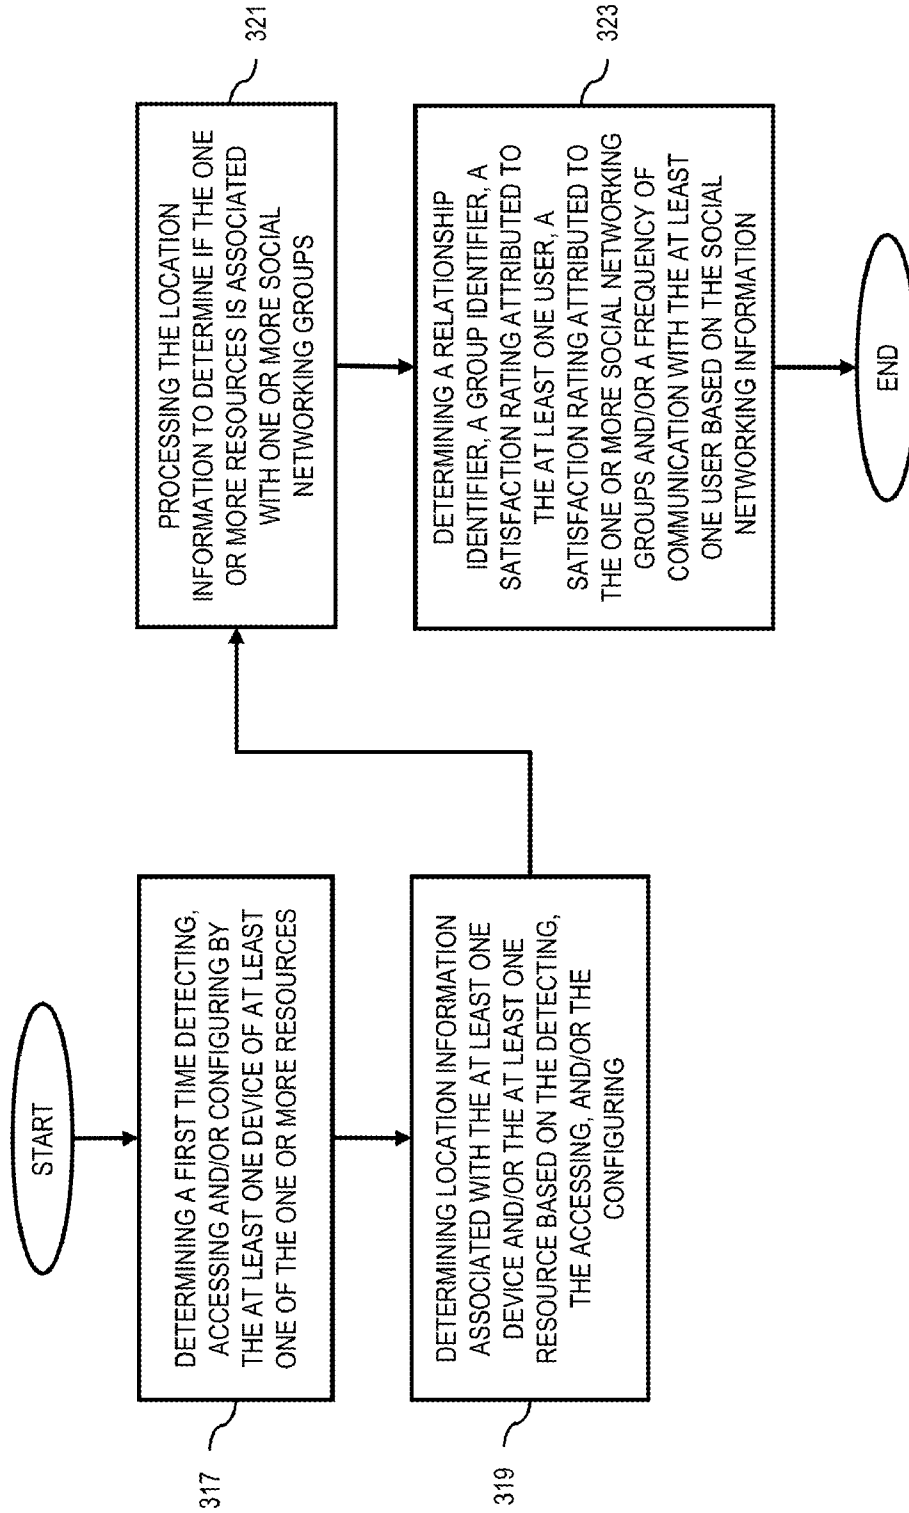 START
DETERMINING A FIRST TIME DETECTING,
ACCESSING AND/OR CONFIGURING BY
THE AT LEAST ONE DEVICE OF AT LEAST
ONE OF THE ONE OR MORE RESOURCES
317
DETERMINING LOCATION INFORMATION
ASSOCIATED WITH THE AT LEAST ONE
DEVICE AND/OR THE AT LEAST ONE
RESOURCE BASED ON THE DETECTING,
THE ACCESSING, AND/OR THE
CONFIGURING
319
PROCESSING THE LOCATION
INFORMATION TO DETERMINE IF THE ONE
OR MORE RESOURCES IS ASSOCIATED
WITH ONE OR MORE SOCIAL
NETWORKING GROUPS
321
DETERMINING A RELATIONSHIP
IDENTIFIER, A GROUP IDENTIFIER, A
SATISFACTION RATING ATTRIBUTED TO
THE AT LEAST ONE USER, A
SATISFACTION RATING ATTRIBUTED TO
THE ONE OR MORE SOCIAL NETWORKING
GROUPS AND/OR A FREQUENCY OF
COMMUNICATION WITH THE AT LEAST
ONE USER BASED ON THE SOCIAL
NETWORKING INFORMATION
323
END